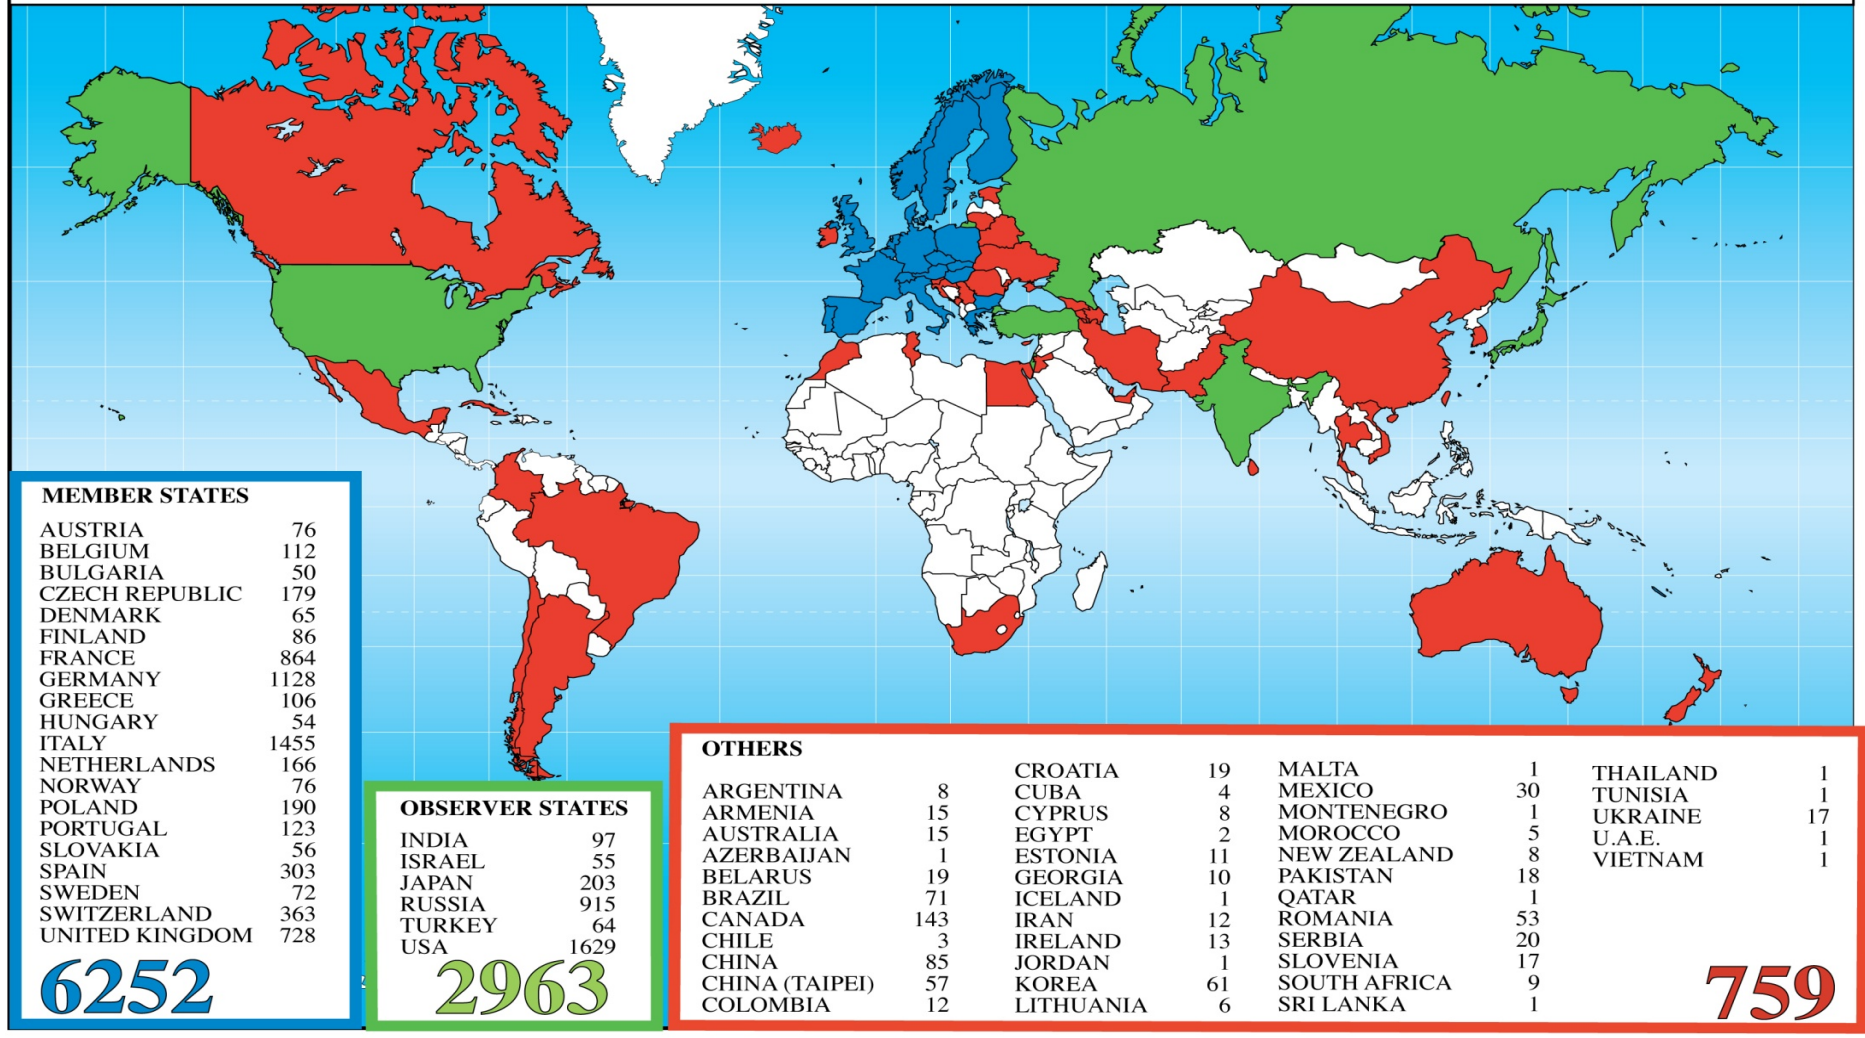 MEMBER STATES
AUSTRIA 76
BELGIUM 112
BULGARIA 50
CZECH REPUBLIC 179
DENMARK 65
FINLAND 86
FRANCE 864
GERMANY 1128
GREECE 106
HUNGARY 54
ITALY 1455
NETHERLANDS 166
NORWAY 76
POLAND 190
PORTUGAL 123
SLOVAKIA 56
SPAIN 303
SWEDEN 72
SWITZERLAND 363
UNITED KINGDOM 728
6252
OBSERVER STATES
INDIA 97
ISRAEL 55
JAPAN 203
RUSSIA 915
TURKEY 64
USA 1629
2963
OTHERS
ARGENTINA 8
ARMENIA 15
AUSTRALIA 15
AZERBAIJAN 1
BELARUS 19
BRAZIL 71
CANADA 143
CHILE 3
CHINA 85
CHINA (TAIPEI) 57
COLOMBIA 12
CROATIA 19
CUBA 4
CYPRUS 8
EGYPT 2
ESTONIA 11
GEORGIA 10
ICELAND 1
IRAN 12
IRELAND 13
JORDAN 1
KOREA 61
LITHUANIA 6
MALTA 1
MEXICO 30
MONTENEGRO 1
MOROCCO 5
NEW ZEALAND 8
PAKISTAN 18
QATAR 1
ROMANIA 53
SERBIA 20
SLOVENIA 17
SOUTH AFRICA 9
SRI LANKA 1
THAILAND 1
TUNISIA 1
UKRAINE 17
U.A.E. 1
VIETNAM 1
759